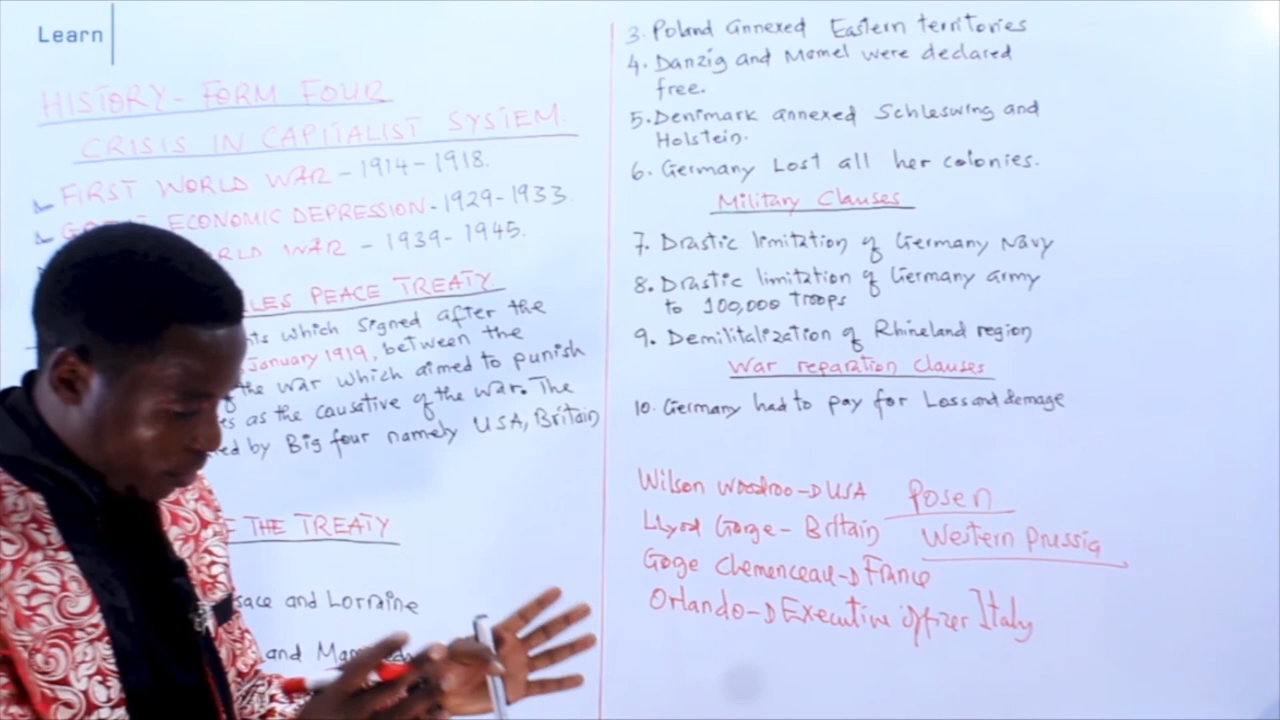 Learn
HISTORY - FORM FOUR
CRISIS IN CAPITALIST SYSTEM.
FIRST WORLD WAR - 1914 - 1918.
ECONOMIC DEPRESSION - 1929 - 1933.
WAR - 1939 - 1945.
PEACE TREATY.
which signed after the
January 1919, between the
the war which aimed to punish
as the causative of the war. The
by Big four namely USA, Britain
THE TREATY
and Lorraine
and
3. Poland annexed Eastern territories
4. Danzig and Memel were declared
free.
5. Denimark annexed Schleswing and
Holstein.
6. Germany Lost all her colonies.
Military Clauses
7. Drastic limitation of Germany Navy
8. Drastic limitation of Germany army
to 100,000 troops
9. Demilitalization of Rhineland region
War reparation Clauses
10. Germany had to pay for Loss and demage
Wilson Woodroo → USA Posen
Llyod Gorge - Britain Western Prussia
Goge Clemenceau → France
Orlando → Executive officer Italy